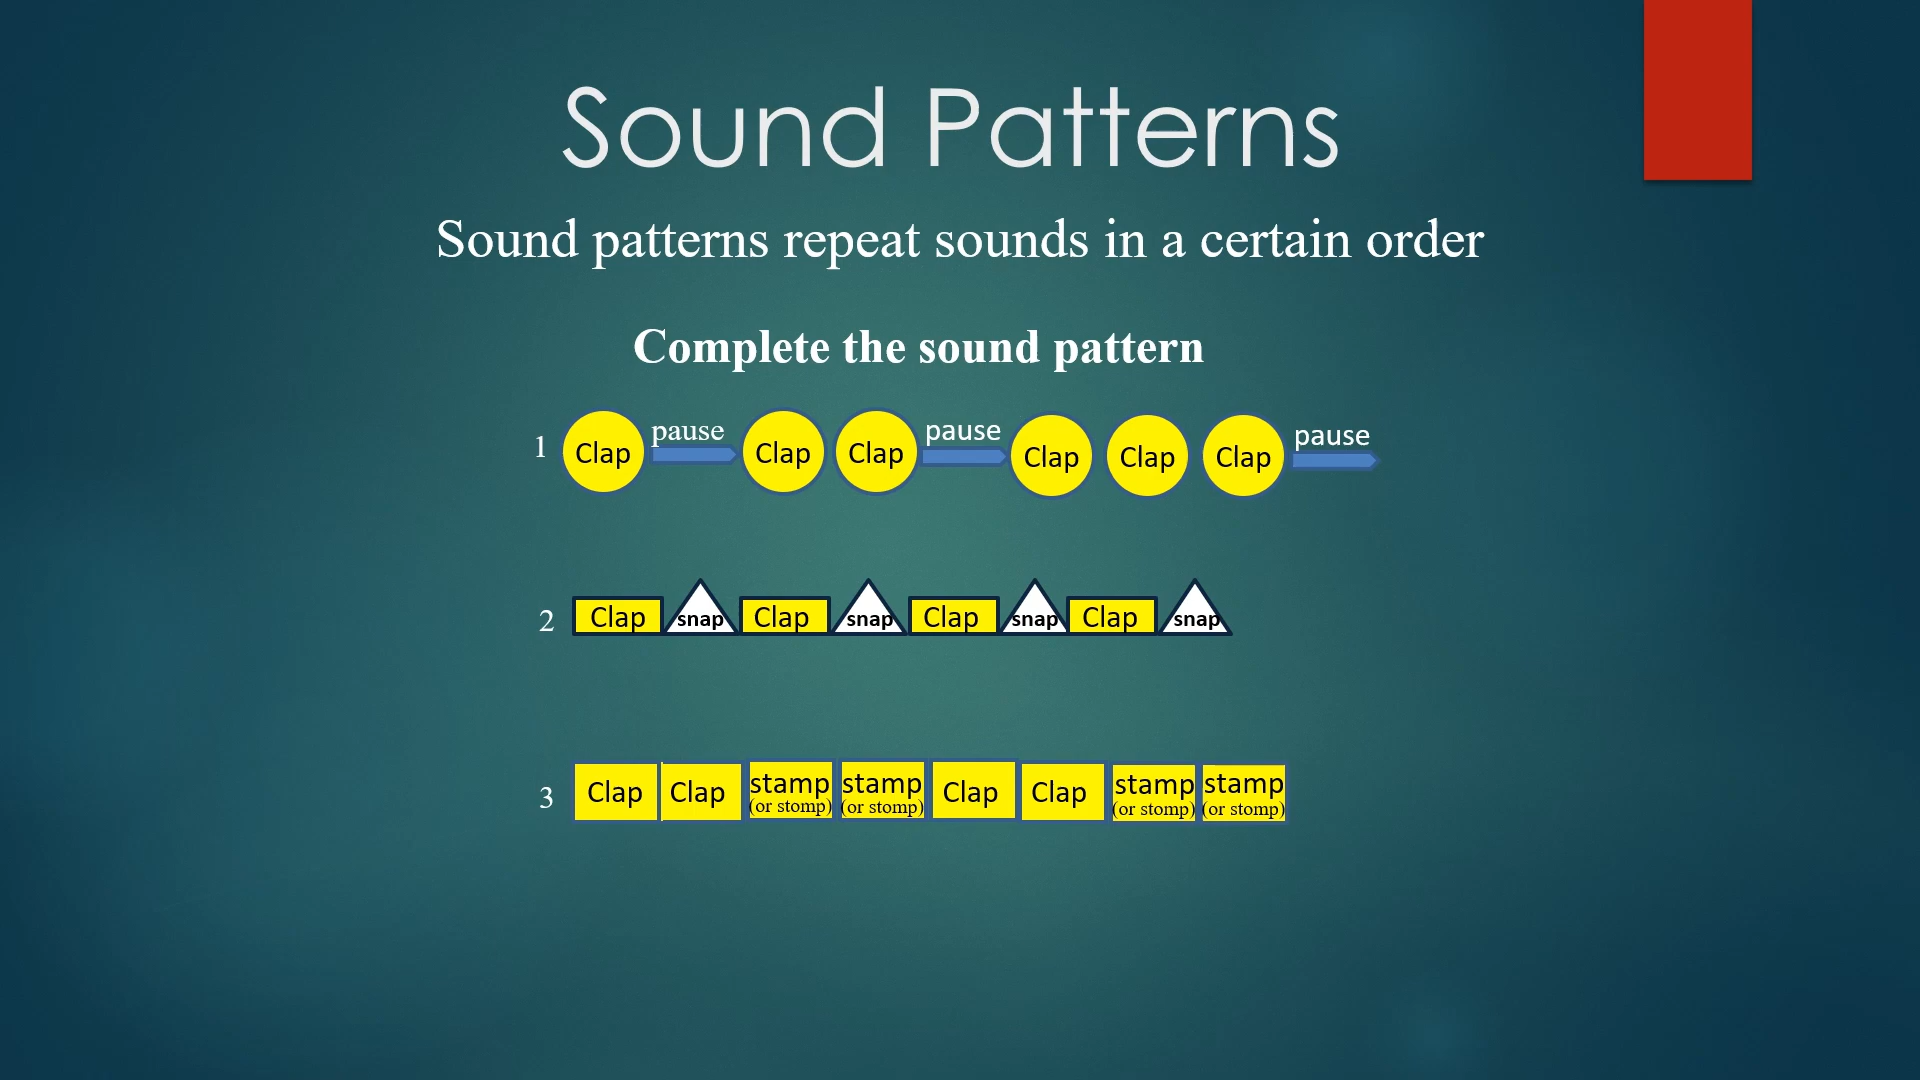 Sound Patterns
Sound patterns repeat sounds in a certain order
Complete the sound pattern
1 Clap pause Clap Clap pause Clap Clap Clap pause
2 Clap snap Clap snap Clap snap Clap snap
3 Clap Clap stamp stamp Clap Clap stamp stamp
(or stomp) (or stomp) (or stomp) (or stomp)